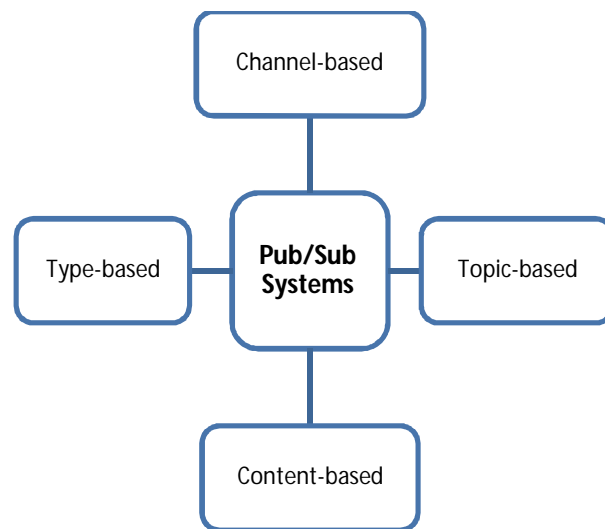 Channel-based
Type-based
Pub/Sub
Systems
Topic-based
Content-based